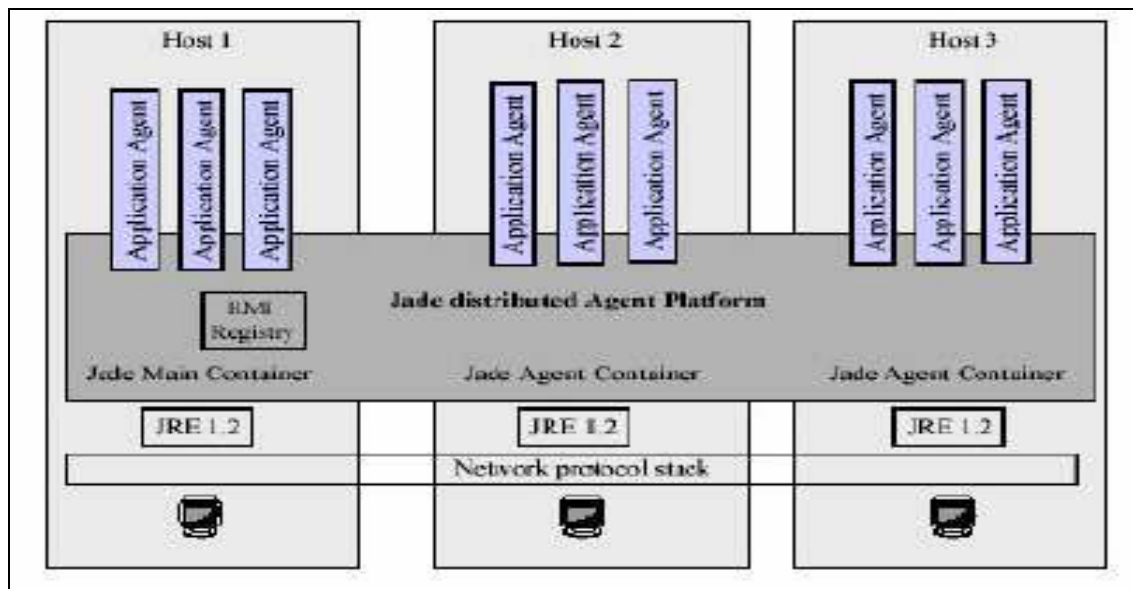 Host 1
Host 2
Host 3
Application Agent
Application Agent
Application Agent
Application Agent
Application Agent
Application Agent
Application Agent
Application Agent
Application Agent
Jade distributed Agent Platform
RMI
Registry
Jade Main Container
Jade Agent Container
Jade Agent Container
JRE 1.2
JRE 1.2
JRE 1.2
Network protocol stack